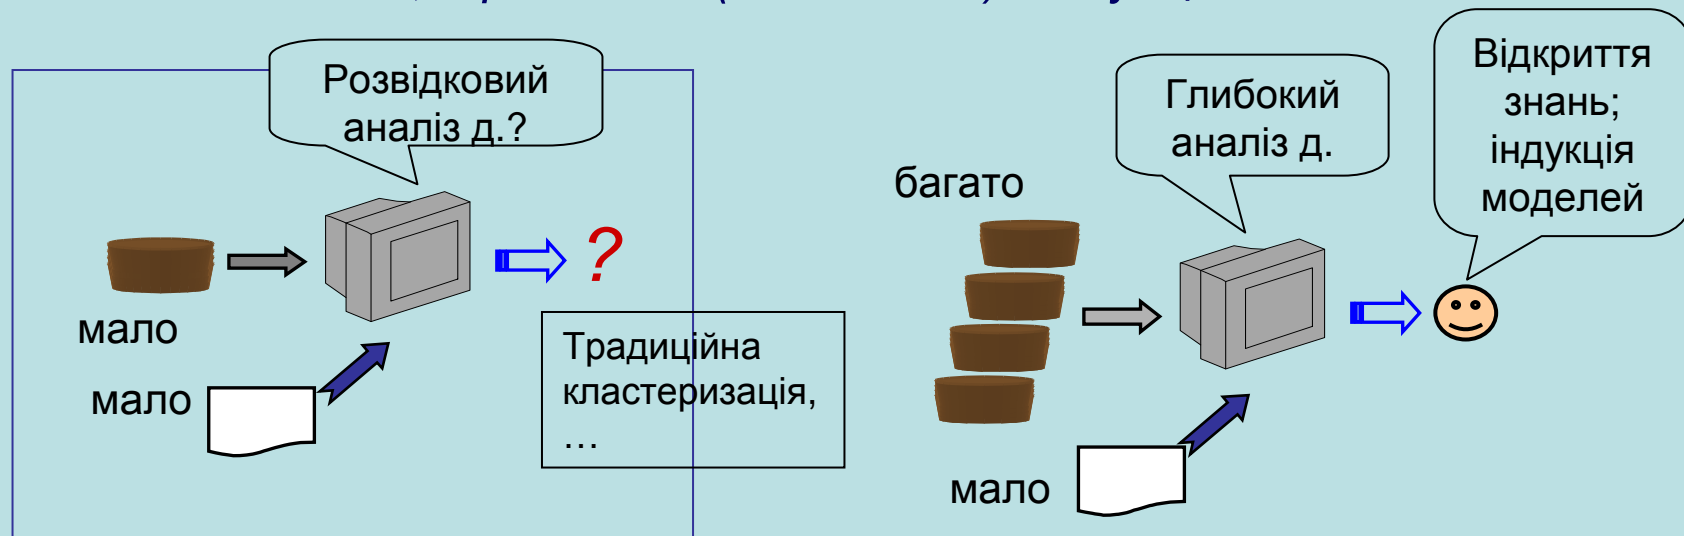 Розвідковий
аналіз д.?
мало
мало
Традиційна
кластеризація,
…
багато
Глибокий
аналіз д.
Відкриття
знань;
індукція
моделей
мало
?